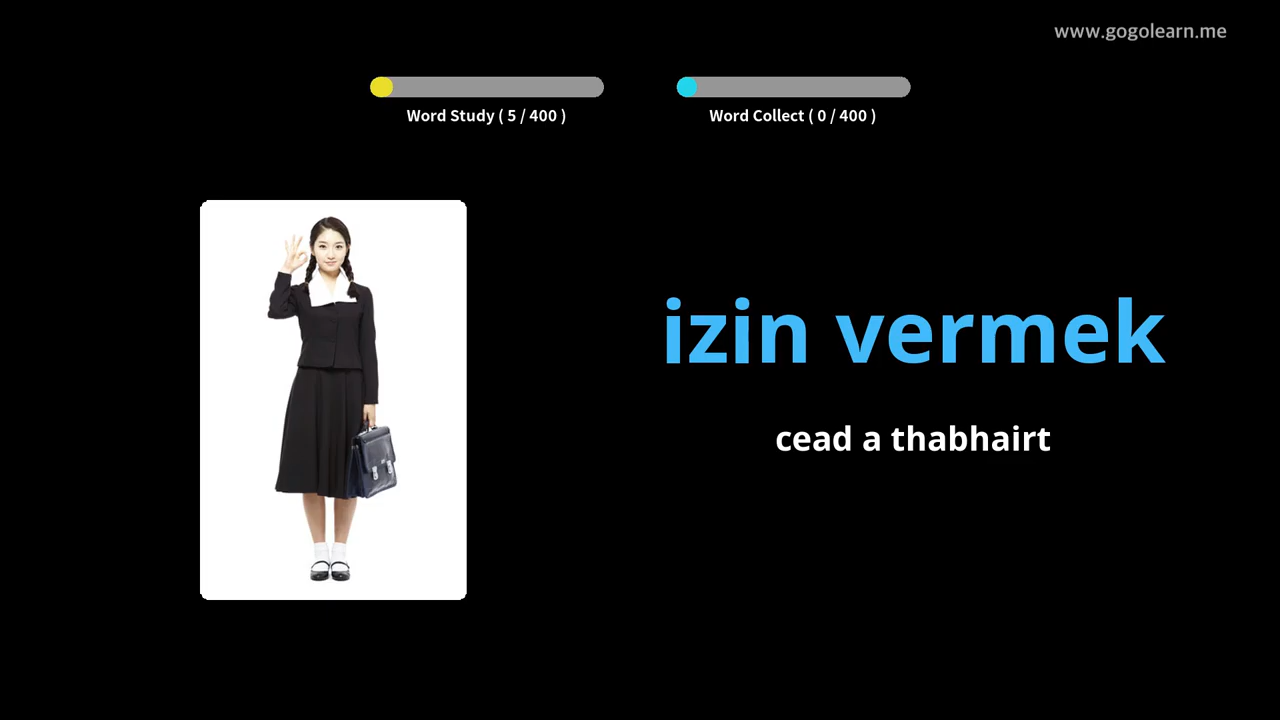 www.gogolearn.me
Word Study ( 5 / 400 )
Word Collect ( 0 / 400 )
izin vermek
cead a thabhairt